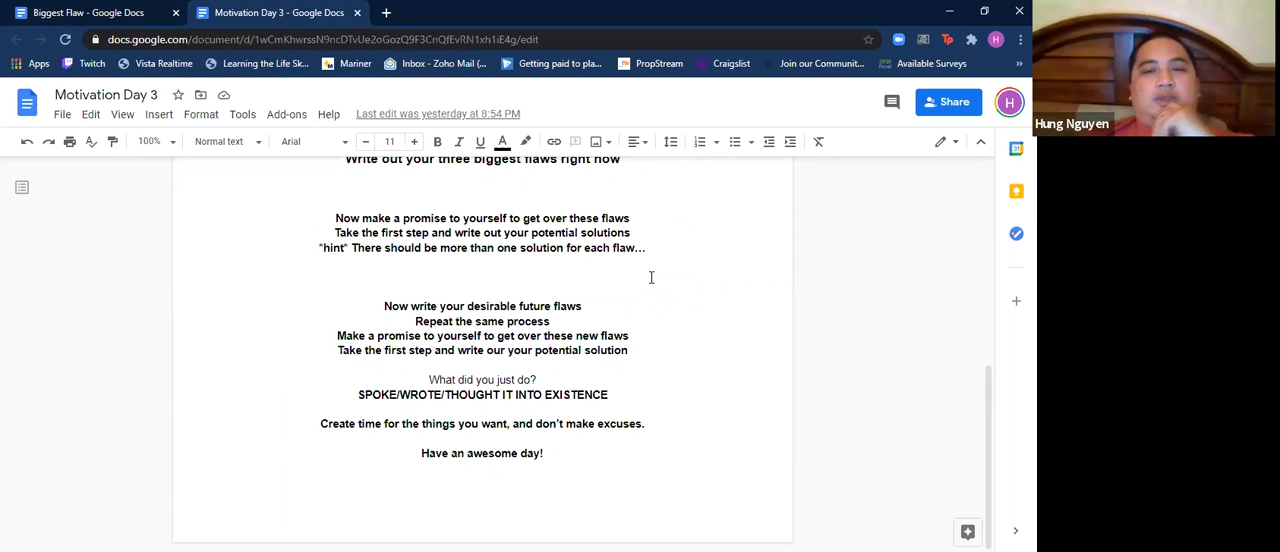 Biggest Flaw - Google Docs
Motivation Day 3 - Google Docs
docs.google.com/document/d/1wCmKhwrssN9ncDTvUe2oGozQ9F3CnQfEvRN1xh1iE4g/edit
Tp
H
Apps
Twitch
Vista Realtime
Learning the Life Sk...
Mariner
Inbox - Zoho Mail (...
Getting paid to pla...
PropStream
Craigslist
Join our Communit...
Available Surveys
»
Motivation Day 3
File Edit View Insert Format Tools Add-ons Help Last edit was yesterday at 8:54 PM
Share
H
100% Normal text Arial 11 B I U A
Write out your three biggest flaws right now
Now make a promise to yourself to get over these flaws
Take the first step and write out your potential solutions
*hint* There should be more than one solution for each flaw…
Now write your desirable future flaws
Repeat the same process
Make a promise to yourself to get over these new flaws
Take the first step and write our your potential solution
What did you just do?
SPOKE/WROTE/THOUGHT IT INTO EXISTENCE
Create time for the things you want, and don't make excuses.
Have an awesome day!
Hung Nguyen
31